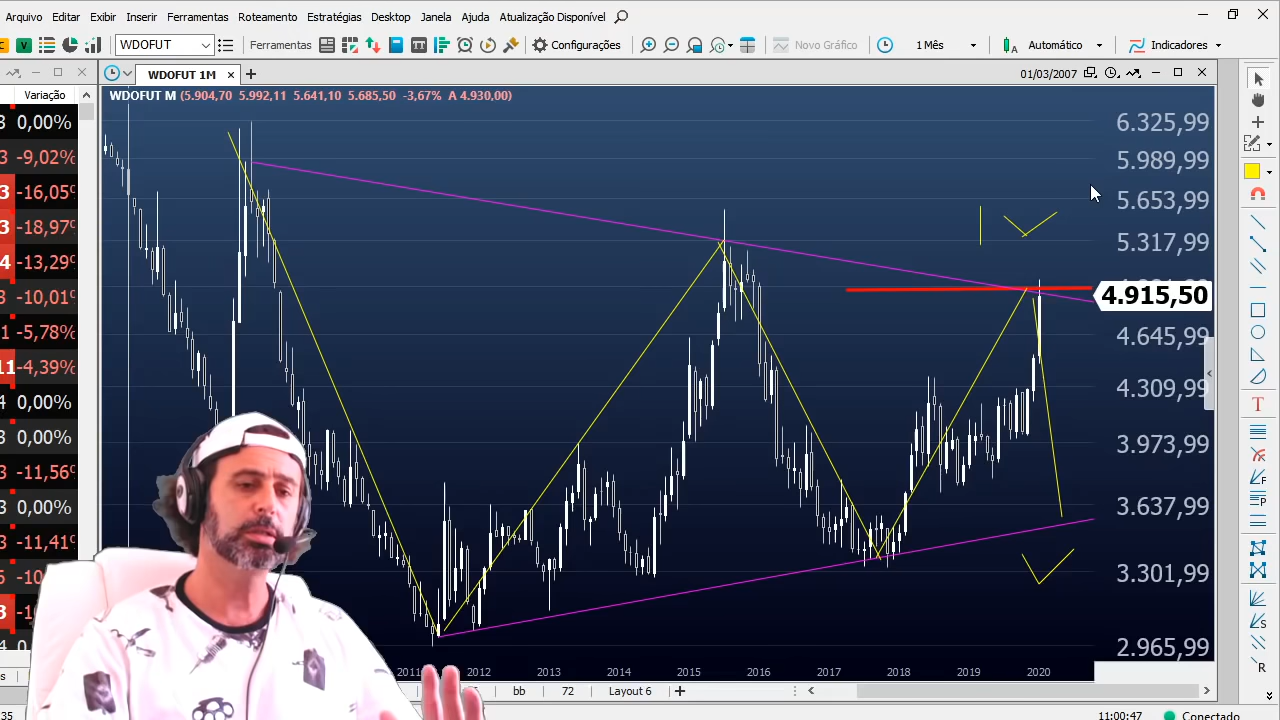 Arquivo Editar Exibir Inserir Ferramentas Roteamento Estratégias Desktop Janela Ajuda Atualização Disponível
WDOFUT Ferramentas Configurações Novo Gráfico 1 Mês Automático Indicadores
WDOFUT 1M 01/03/2007
Variação
WDOFUT M (5.904,70 5.992,11 5.641,10 5.685,50 -3,67% A 4.930,00)
0,00%
-9,02%
-16,05%
-18,97%
-13,29%
-10,01%
-5,78%
-4,39%
0,00%
0,00%
-11,56%
0,00%
-11,41%
6.325,99
5.989,99
5.653,99
5.317,99
4.915,50
4.645,99
4.309,99
3.973,99
3.637,99
3.301,99
2.965,99
IV
V
2011 2012 2013 2014 2015 2016 2017 2018 2019 2020
bb 72 Layout 6
11:00:47 Conectado